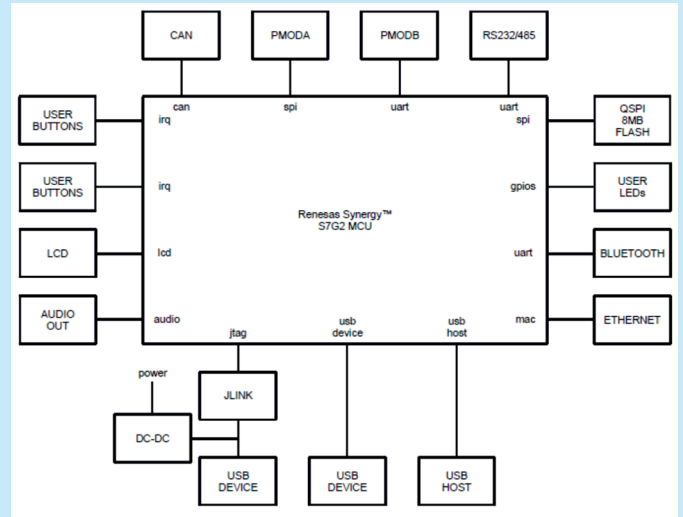 CAN
PMODA
PMODB
RS232/485
can
spi
uart
uart
USER
BUTTONS
irq
spi
QSPI
8MB
FLASH
USER
BUTTONS
irq
gpios
USER
LEDs
Renesas Synergy™
S7G2 MCU
LCD
lcd
uart
BLUETOOTH
AUDIO
OUT
audio
jtag
usb
device
usb
host
mac
ETHERNET
power
JLINK
DC-DC
USB
DEVICE
USB
DEVICE
USB
HOST